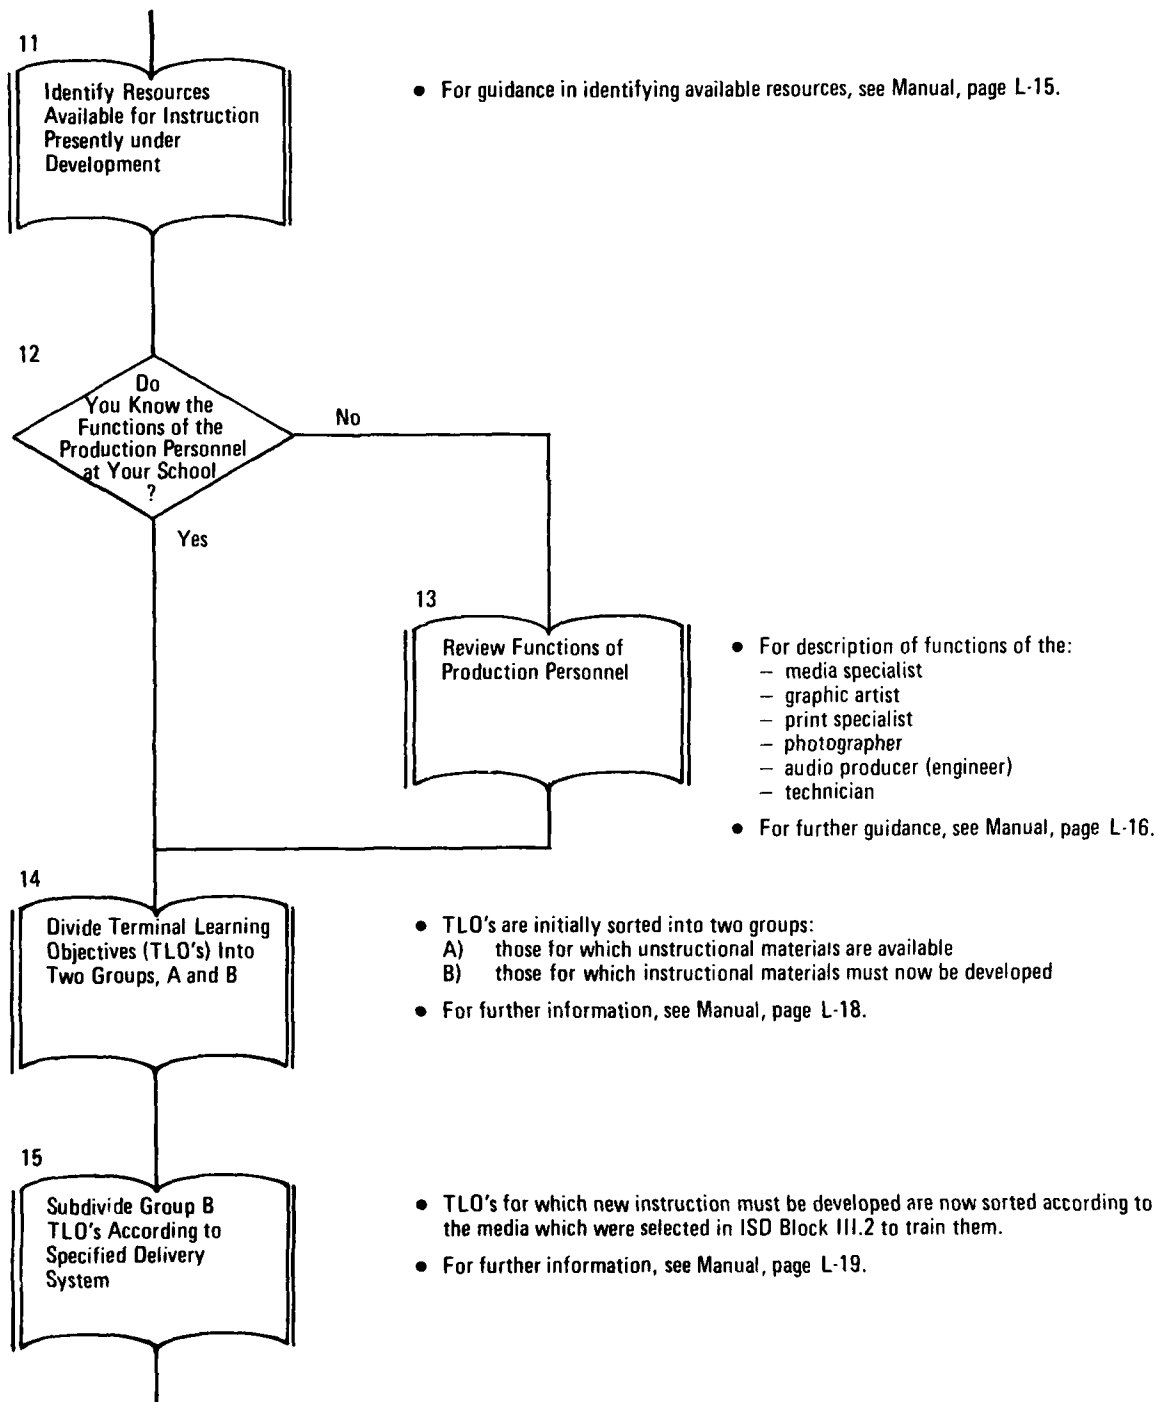 11
Identify Resources
Available for Instruction
Presently under
Development
● For guidance in identifying available resources, see Manual, page L-15.
12
Do
You Know the
Functions of the
Production Personnel
at Your School
?
No
Yes
13
Review Functions of
Production Personnel
● For description of functions of the:
– media specialist
– graphic artist
– print specialist
– photographer
– audio producer (engineer)
– technician
● For further guidance, see Manual, page L-16.
14
Divide Terminal Learning
Objectives (TLO's) Into
Two Groups, A and B
● TLO's are initially sorted into two groups:
A) those for which unstructional materials are available
B) those for which instructional materials must now be developed
● For further information, see Manual, page L-18.
15
Subdivide Group B
TLO's According to
Specified Delivery
System
● TLO's for which new instruction must be developed are now sorted according to
the media which were selected in ISD Block III.2 to train them.
● For further information, see Manual, page L-19.